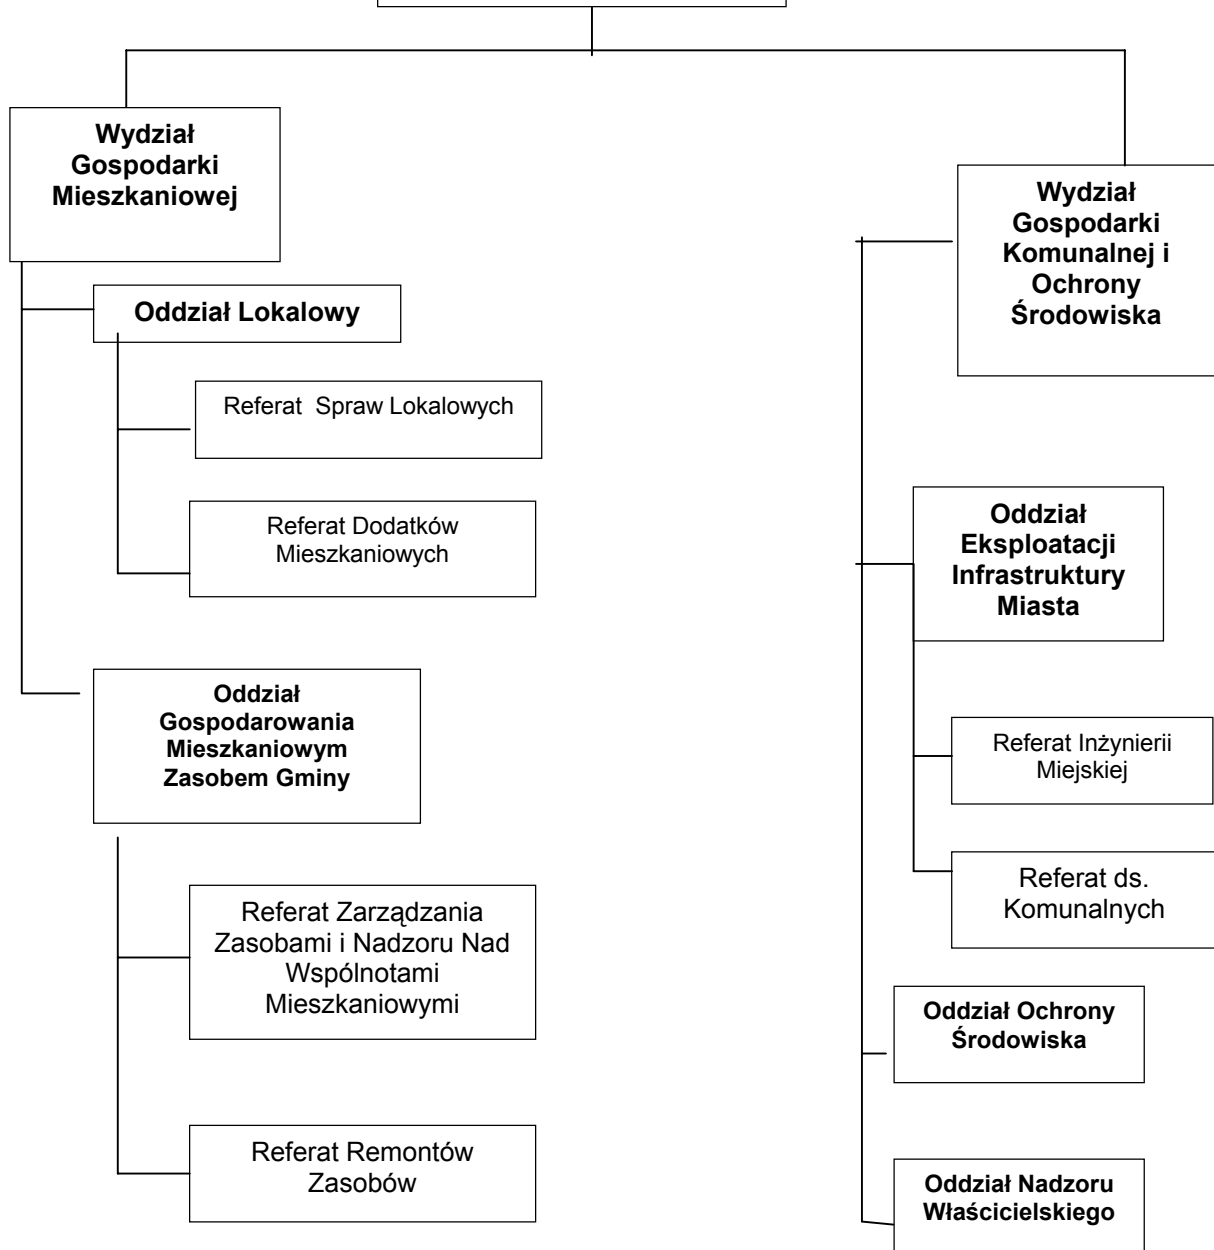 Wydział
Gospodarki
Mieszkaniowej
Oddział Lokalowy
Referat  Spraw Lokalowych
Referat Dodatków
Mieszkaniowych
Oddział
Gospodarowania
Mieszkaniowym
Zasobem Gminy
Referat Zarządzania
Zasobami i Nadzoru Nad
Wspólnotami
Mieszkaniowymi
Referat Remontów
Zasobów
Wydział
Gospodarki
Komunalnej i
Ochrony
Środowiska
Oddział
Eksploatacji
Infrastruktury
Miasta
Referat Inżynierii
Miejskiej
Referat ds.
Komunalnych
Oddział Ochrony
Środowiska
Oddział Nadzoru
Właścicielskiego